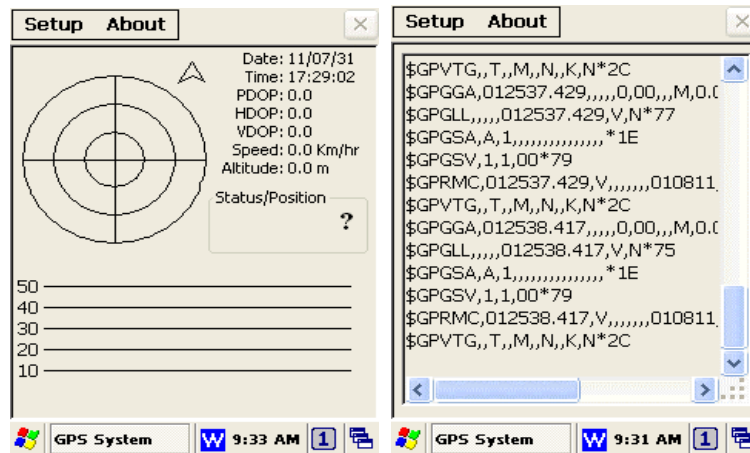 Setup About
Date: 11/07/31
Time: 17:29:02
PDOP: 0.0
HDOP: 0.0
VDOP: 0.0
Speed: 0.0 Km/hr
Altitude: 0.0 m
Status/Position
?
50
40
30
20
10
GPS System W 9:33 AM 1
Setup About
$GPVTG,,T,,M,,N,,K,N*2C
$GPGGA,012537.429,,,,,0,00,,,M,0.0
$GPGLL,,,,,012537.429,V,N*77
$GPGSA,A,1,,,,,,,,,,,,,,,*1E
$GPGSV,1,1,00*79
$GPRMC,012537.429,V,,,,,,,010811,
$GPVTG,,T,,M,,N,,K,N*2C
$GPGGA,012538.417,,,,,0,00,,,M,0.0
$GPGLL,,,,,012538.417,V,N*75
$GPGSA,A,1,,,,,,,,,,,,,,,*1E
$GPGSV,1,1,00*79
$GPRMC,012538.417,V,,,,,,,010811,
$GPVTG,,T,,M,,N,,K,N*2C
GPS System W 9:31 AM 1